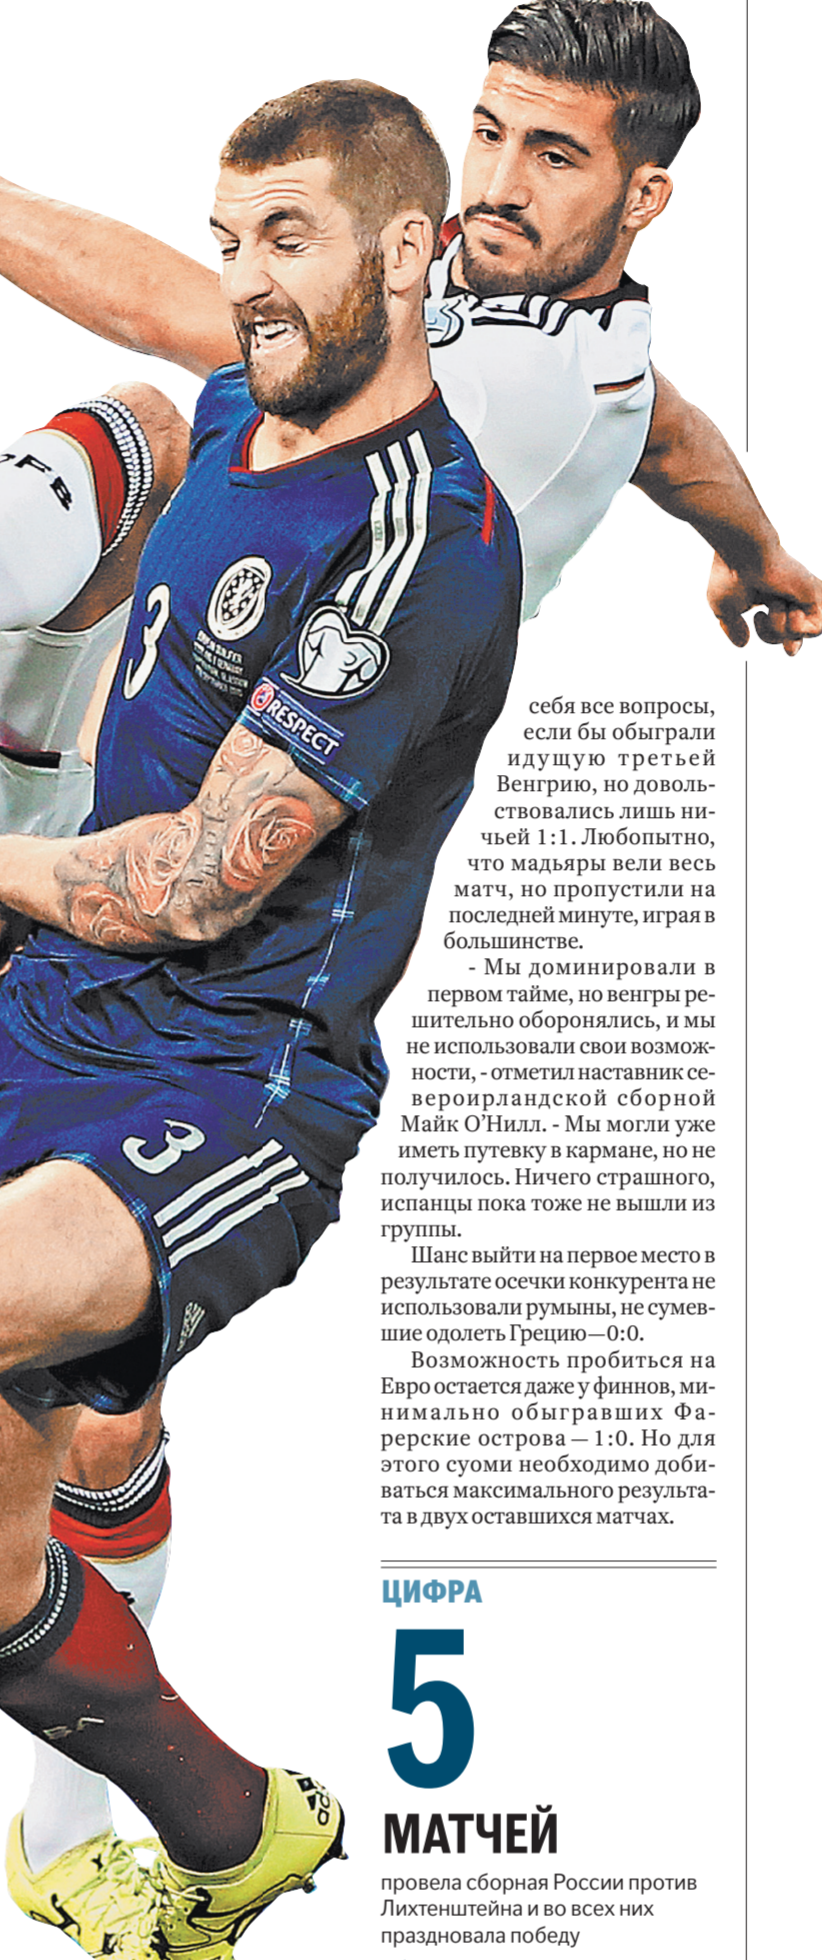 DFB
3
RESPECT
3
себя все вопросы,
если бы обыграли
идущую третьей
Венгрию, но доволь-
ствовались лишь ни-
чьей 1:1. Любопытно,
что мадьяры вели весь
матч, но пропустили на
последней минуте, играя в
большинстве.
- Мы доминировали в
первом тайме, но венгры ре-
шительно оборонялись, и мы
не использовали свои возмож-
ности, - отметил наставник се-
вероирландской сборной
Майк О’Нилл. - Мы могли уже
иметь путевку в кармане, но не
получилось. Ничего страшного,
испанцы пока тоже не вышли из
группы.
Шанс выйти на первое место в
результате осечки конкурента не
использовали румыны, не сумев-
шие одолеть Грецию—0:0.
Возможность пробиться на
Евро остается даже у финнов, ми-
нимально обыгравших Фа-
рерские острова — 1:0. Но для
этого суоми необходимо доби-
ваться максимального результа-
та в двух оставшихся матчах.
ЦИФРА
5
МАТЧЕЙ
провела сборная России против
Лихтенштейна и во всех них
праздновала победу